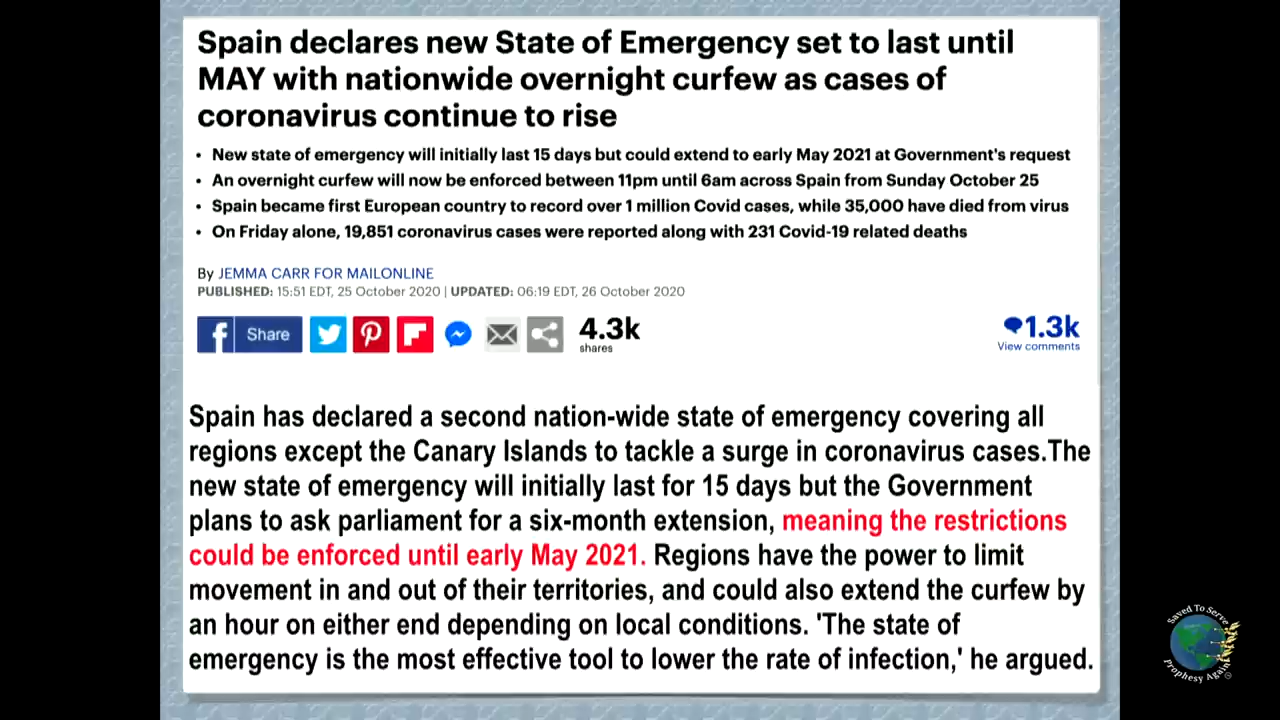 Spain declares new State of Emergency set to last until
MAY with nationwide overnight curfew as cases of
coronavirus continue to rise
• New state of emergency will initially last 15 days but could extend to early May 2021 at Government's request
• An overnight curfew will now be enforced between 11pm until 6am across Spain from Sunday October 25
• Spain became first European country to record over 1 million Covid cases, while 35,000 have died from virus
• On Friday alone, 19,851 coronavirus cases were reported along with 231 Covid-19 related deaths
By JEMMA CARR FOR MAILONLINE
PUBLISHED: 15:51 EDT, 25 October 2020 | UPDATED: 06:19 EDT, 26 October 2020
f Share 4.3k 1.3k
shares View comments
Spain has declared a second nation-wide state of emergency covering all
regions except the Canary Islands to tackle a surge in coronavirus cases.The
new state of emergency will initially last for 15 days but the Government
plans to ask parliament for a six-month extension, meaning the restrictions
could be enforced until early May 2021. Regions have the power to limit
movement in and out of their territories, and could also extend the curfew by
an hour on either end depending on local conditions. 'The state of
emergency is the most effective tool to lower the rate of infection,' he argued.
Saved To Serve
Prophesy Again